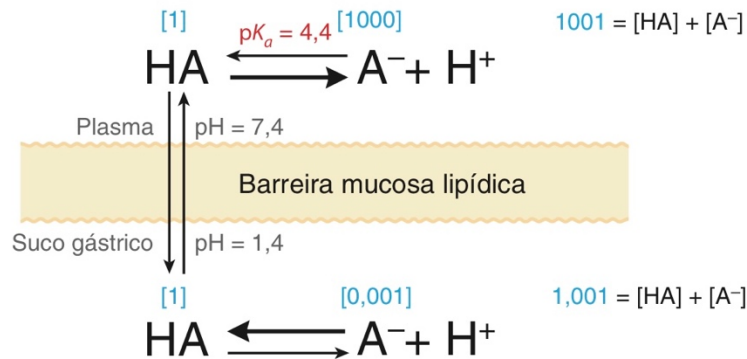 [1] pKa = 4,4 [1000] 1001 = [HA] + [A⁻]
HA A⁻ + H⁺
Plasma pH = 7,4
Barreira mucosa lipídica
Suco gástrico pH = 1,4
[1] [0,001] 1,001 = [HA] + [A⁻]
HA A⁻ + H⁺